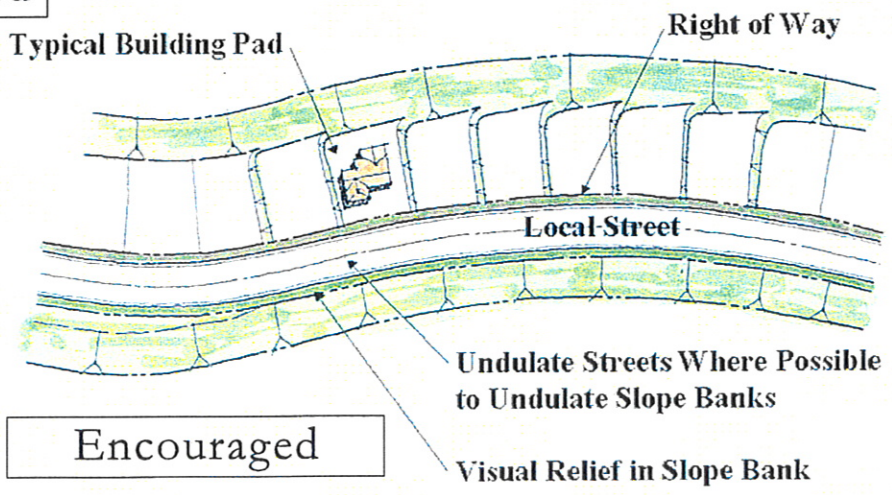 Right of Way
Typical Building Pad
Local Street
Undulate Streets Where Possible
to Undulate Slope Banks
Encouraged
Visual Relief in Slope Bank